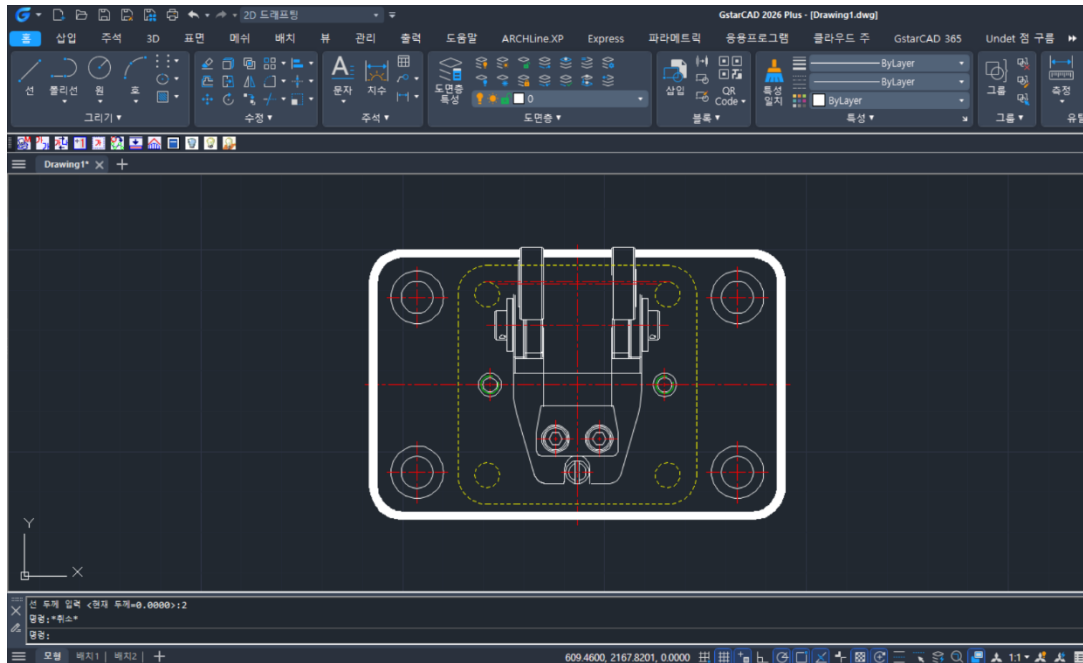 2D 드래프팅
GstarCAD 2026 Plus - [Drawing1.dwg]
홈 삽입 주석 3D 표면 메쉬 배치 뷰 관리 출력 도움말 ARCHLine.XP Express 파라메트릭 응용프로그램 클라우드 주 GstarCAD 365 Undet 점 구름
ByLayer
ByLayer
ByLayer
선 폴리선 원 호
문자 치수
도면층
특성
0
삽입
QR
Code
특성
일치
그룹
측정
그리기 수정 주석 도면층 블록 특성 그룹 유틸
Drawing1*
Y
X
선 두께 입력 <현재 두께=0.0000>:2
명령:*취소*
명령:
모형 배치1 배치2
609.4600, 2167.8201, 0.0000
1:1